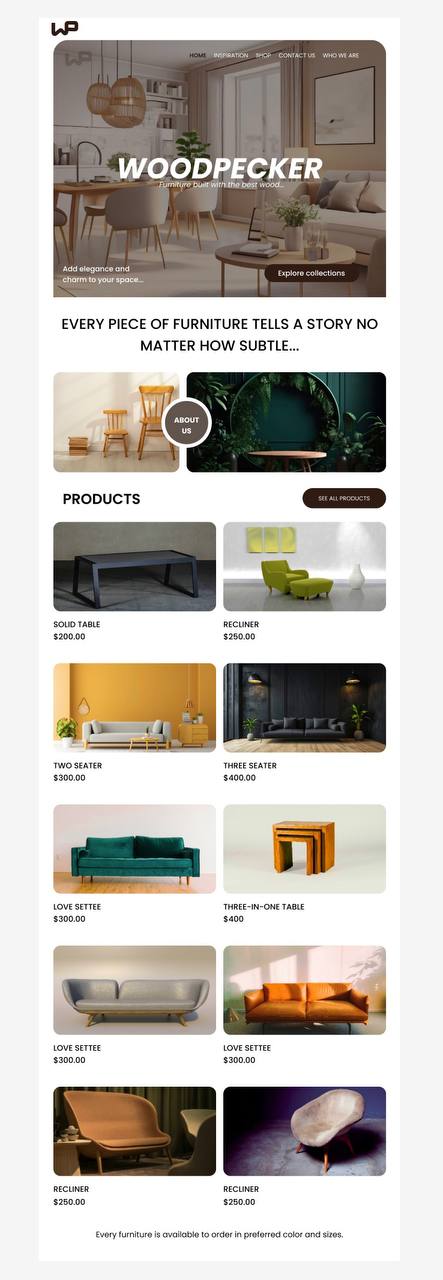 WP
HOME INSPIRATION SHOP CONTACT US WHO WE ARE
WOODPECKER
Furniture built with the best wood...
Add elegance and
charm to your space...
Explore collections
EVERY PIECE OF FURNITURE TELLS A STORY NO
MATTER HOW SUBTLE...
ABOUT
US
PRODUCTS
SEE ALL PRODUCTS
SOLID TABLE
$200.00
RECLINER
$250.00
TWO SEATER
$300.00
THREE SEATER
$400.00
LOVE SETTEE
$300.00
THREE-IN-ONE TABLE
$400
LOVE SETTEE
$300.00
LOVE SETTEE
$300.00
RECLINER
$250.00
RECLINER
$250.00
Every furniture is available to order in preferred color and sizes.